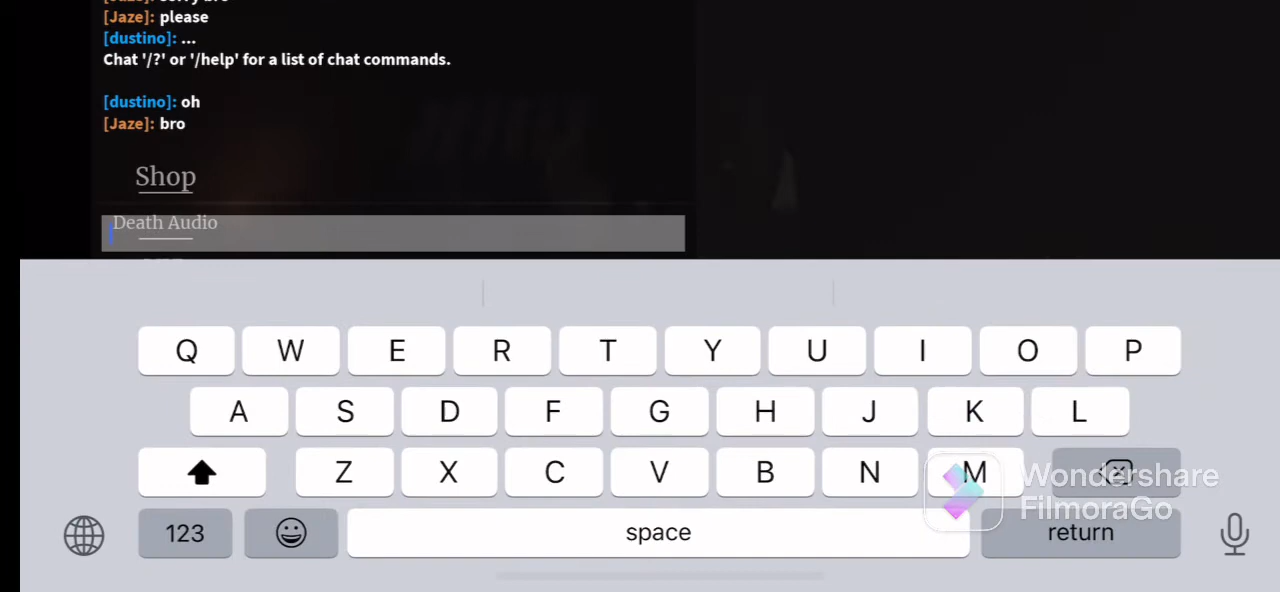 [Jaze]: please
[dustino]: ...
Chat '/?' or '/help' for a list of chat commands.
[dustino]: oh
[Jaze]: bro
Shop
Death Audio
Q W E R T Y U I O P
A S D F G H J K L
Z X C V B N M
Wondershare
FilmoraGo
123 space return